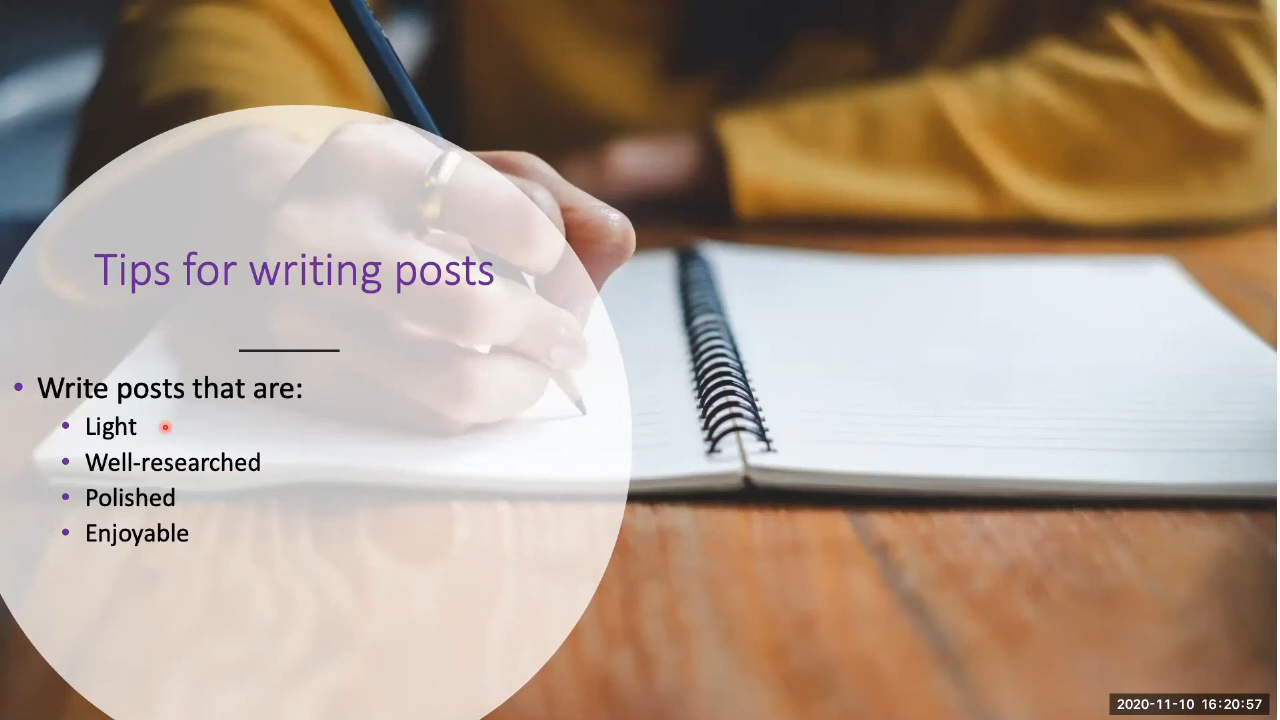 Tips for writing posts
• Write posts that are:
• Light
• Well-researched
• Polished
• Enjoyable
2020-11-10 16:20:57